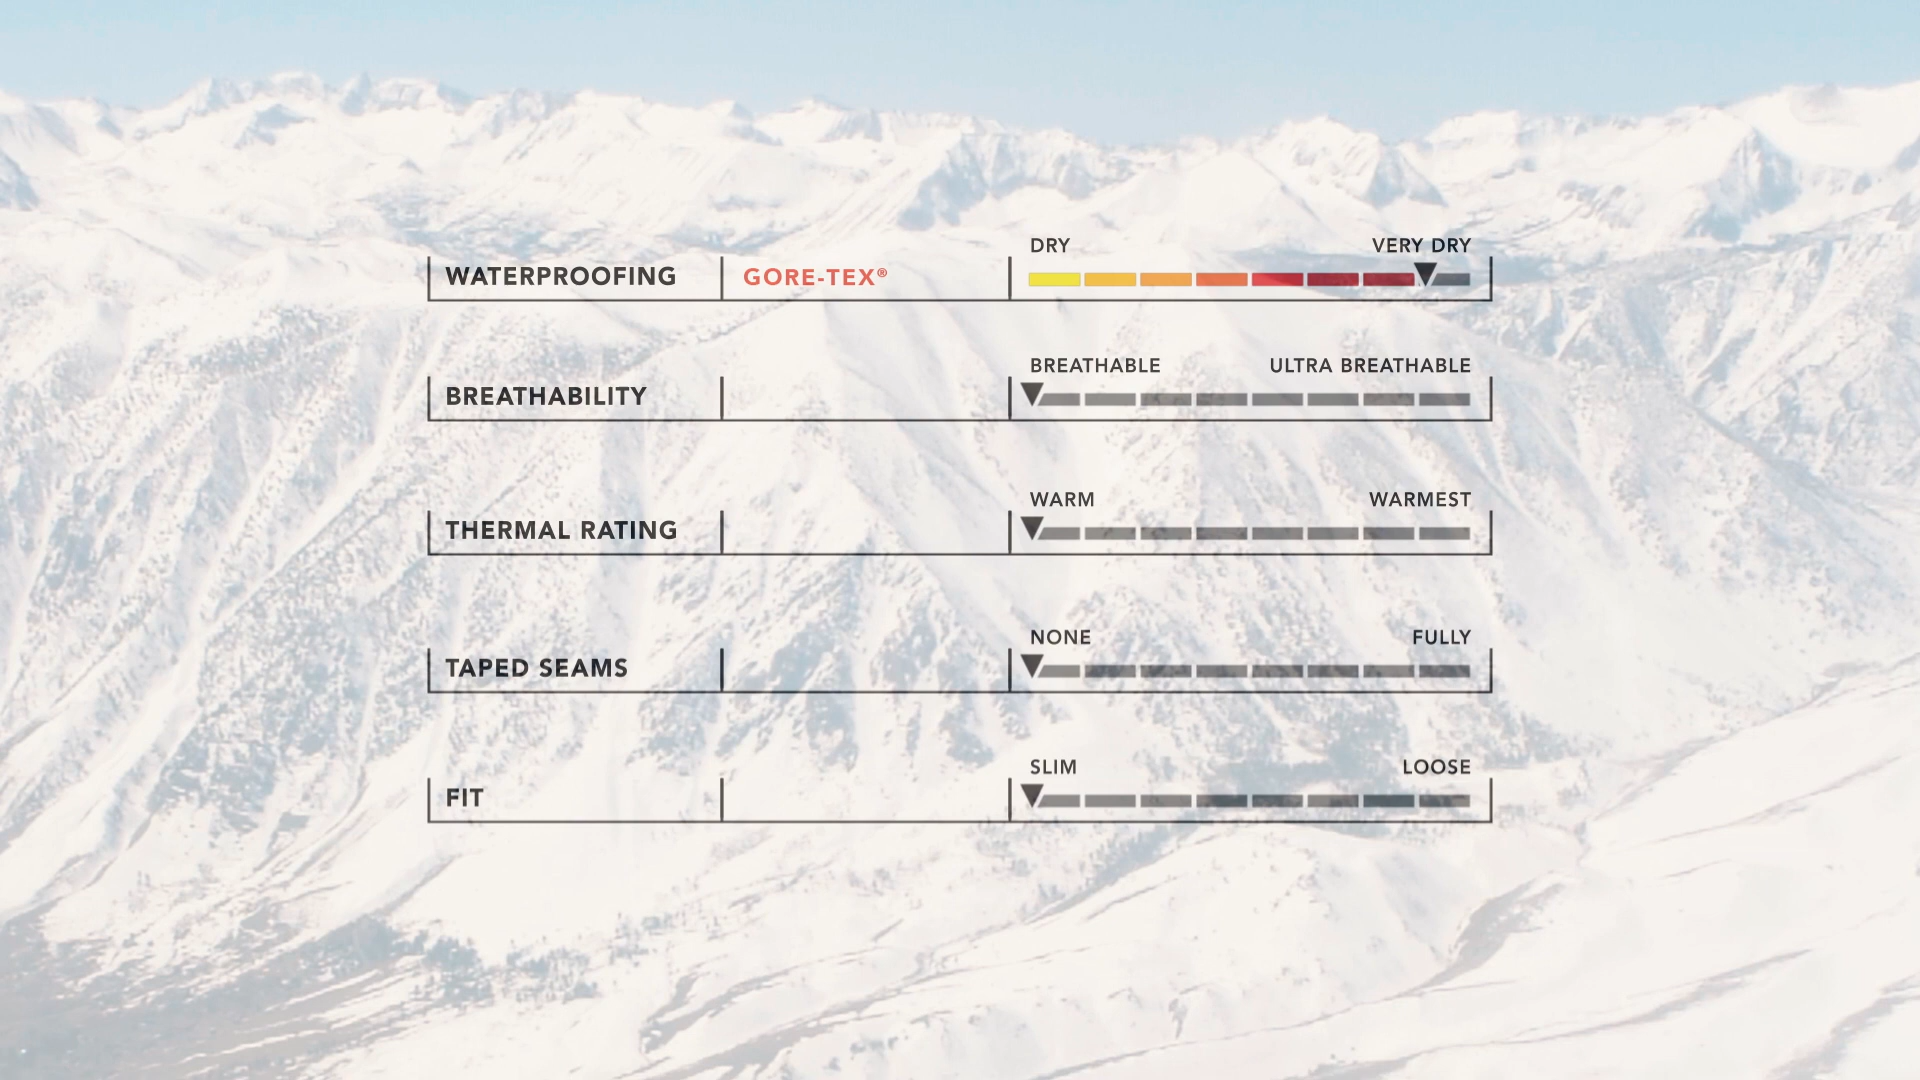 DRY VERY DRY
WATERPROOFING GORE-TEX®
BREATHABLE ULTRA BREATHABLE
BREATHABILITY
WARM WARMEST
THERMAL RATING
NONE FULLY
TAPED SEAMS
SLIM LOOSE
FIT